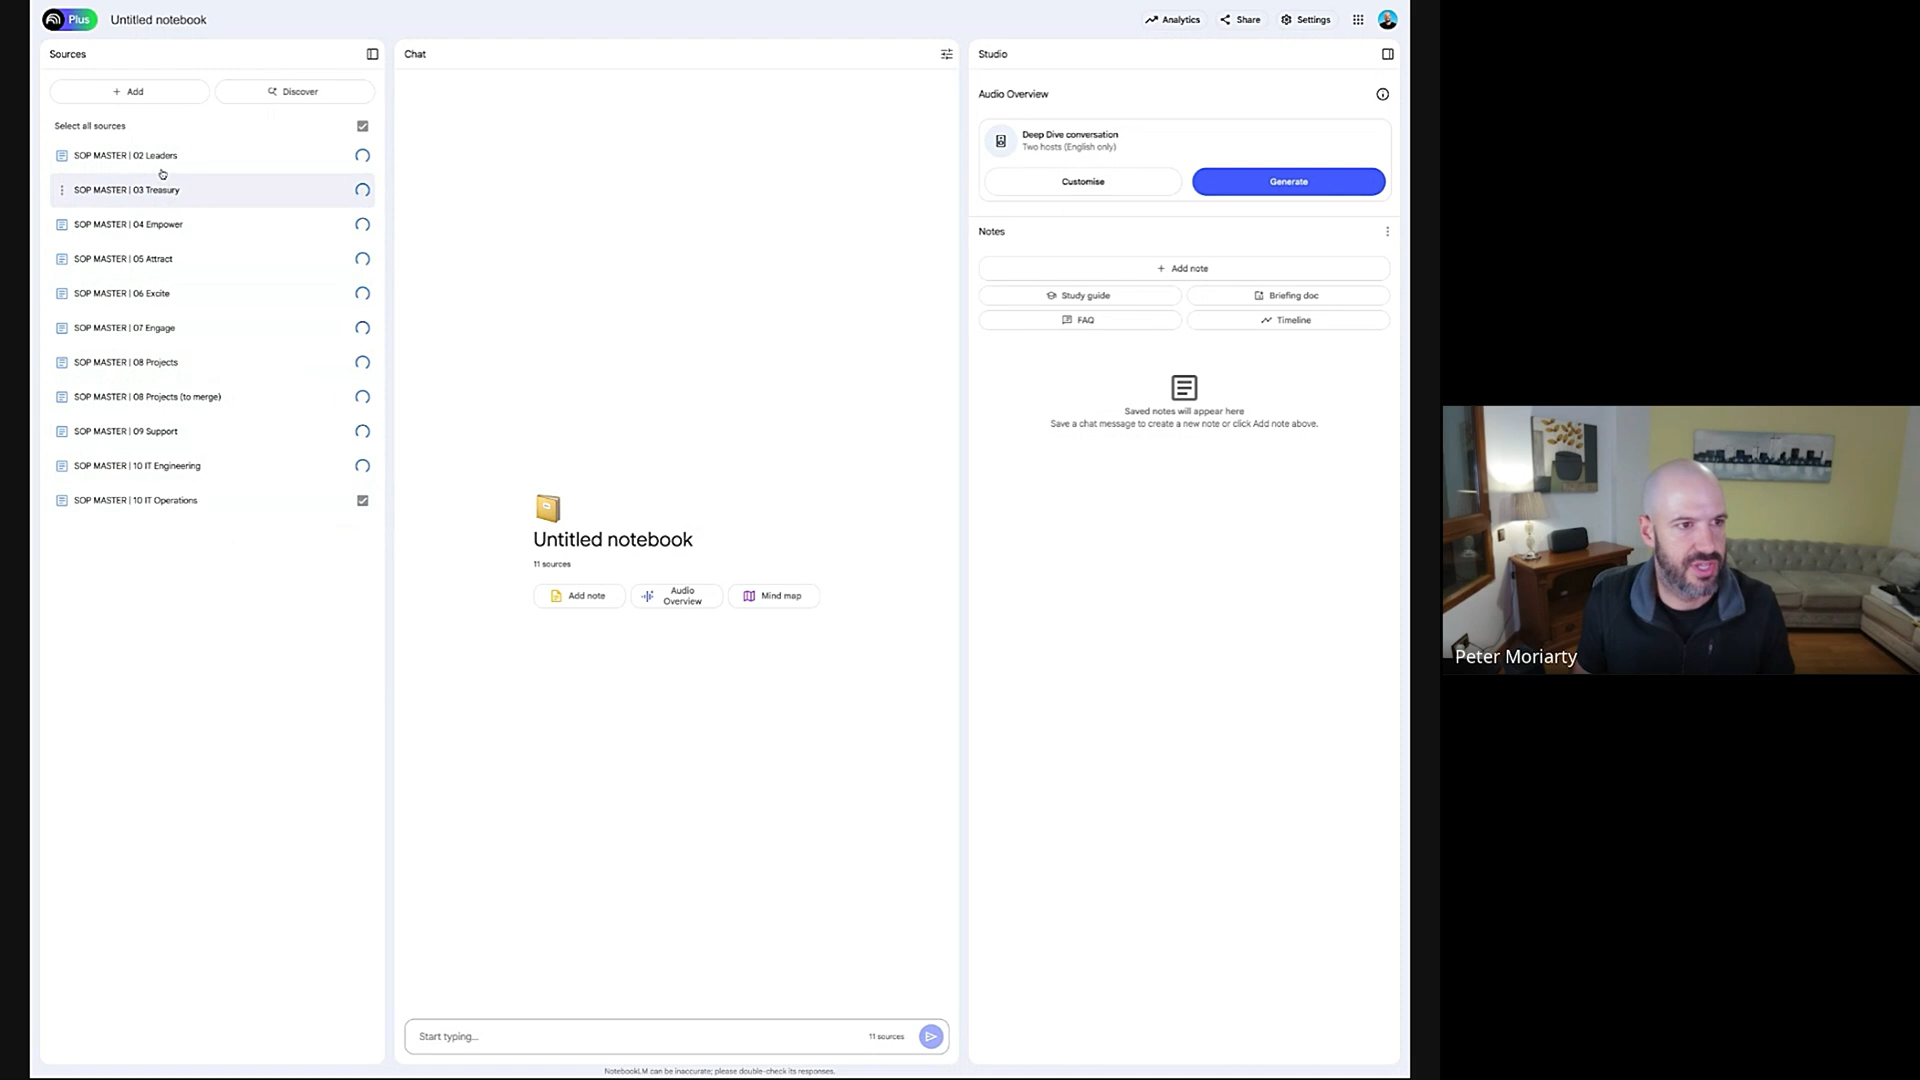 Plus
Untitled notebook
Analytics
Share
Settings
Sources
Add
Discover
Select all sources
SOP MASTER | 02 Leaders
SOP MASTER | 03 Treasury
SOP MASTER | 04 Empower
SOP MASTER | 05 Attract
SOP MASTER | 06 Excite
SOP MASTER | 07 Engage
SOP MASTER | 08 Projects
SOP MASTER | 08 Projects (to merge)
SOP MASTER | 09 Support
SOP MASTER | 10 IT Engineering
SOP MASTER | 10 IT Operations
Chat
Untitled notebook
11 sources
Add note
Audio
Overview
Mind map
Start typing...
11 sources
NotebookLM can be inaccurate; please double-check its responses.
Studio
Audio Overview
Deep Dive conversation
Two hosts (English only)
Customise
Generate
Notes
+ Add note
Study guide
Briefing doc
FAQ
Timeline
Saved notes will appear here
Save a chat message to create a new note or click Add note above.
Peter Moriarty